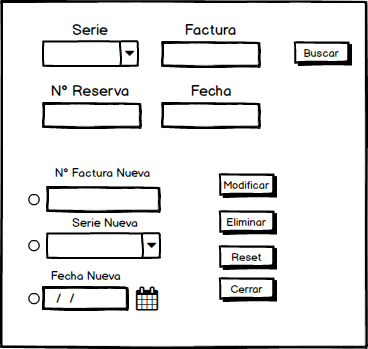 Serie Factura
Buscar
Nº Reserva Fecha
Nº Factura Nueva
Modificar
Serie Nueva
Eliminar
Reset
Fecha Nueva
Cerrar
/ /